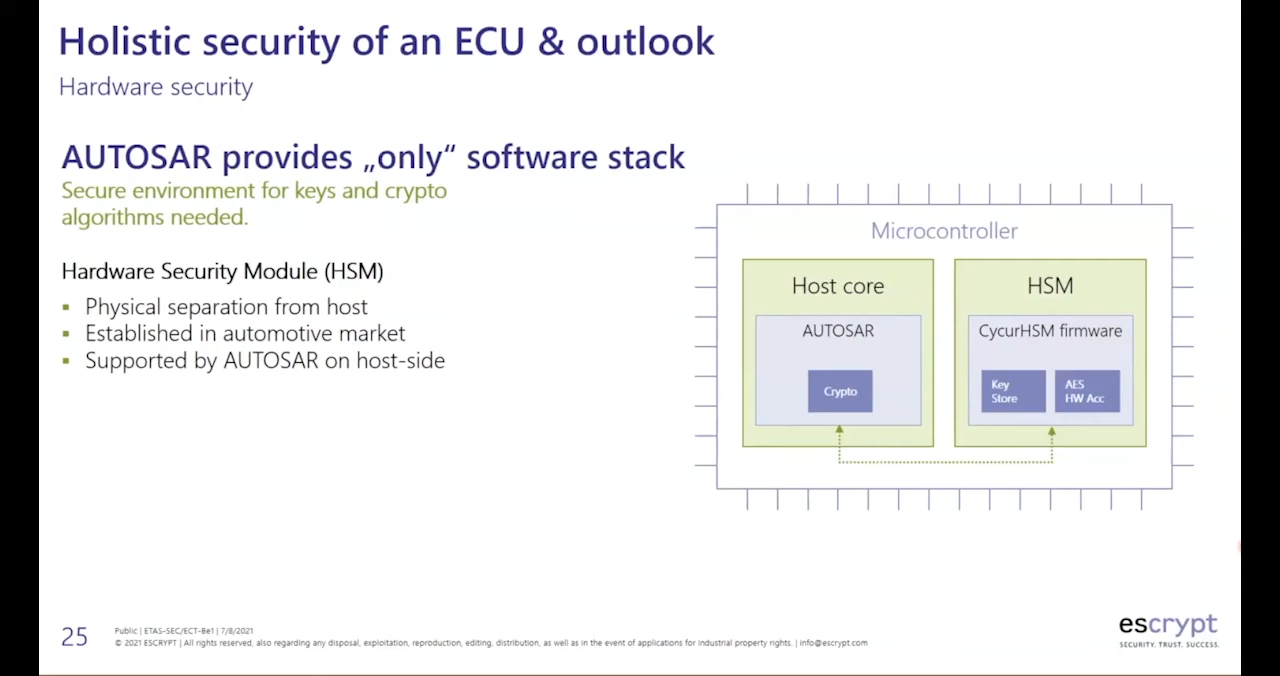 Holistic security of an ECU & outlook
Hardware security
AUTOSAR provides „only“ software stack
Secure environment for keys and crypto
algorithms needed.
Hardware Security Module (HSM)
▪ Physical separation from host
▪ Established in automotive market
▪ Supported by AUTOSAR on host-side
Microcontroller
Host core
AUTOSAR
Crypto
HSM
CycurHSM firmware
Key
Store
AES
HW Acc
25
Public | ETAS-SEC/ECT-Be1 | 7/8/2021
© 2021 ESCRYPT | All rights reserved, also regarding any disposal, exploitation, reproduction, editing, distribution, as well as in the event of applications for industrial property rights. | info@escrypt.com
escrypt
SECURITY. TRUST. SUCCESS.